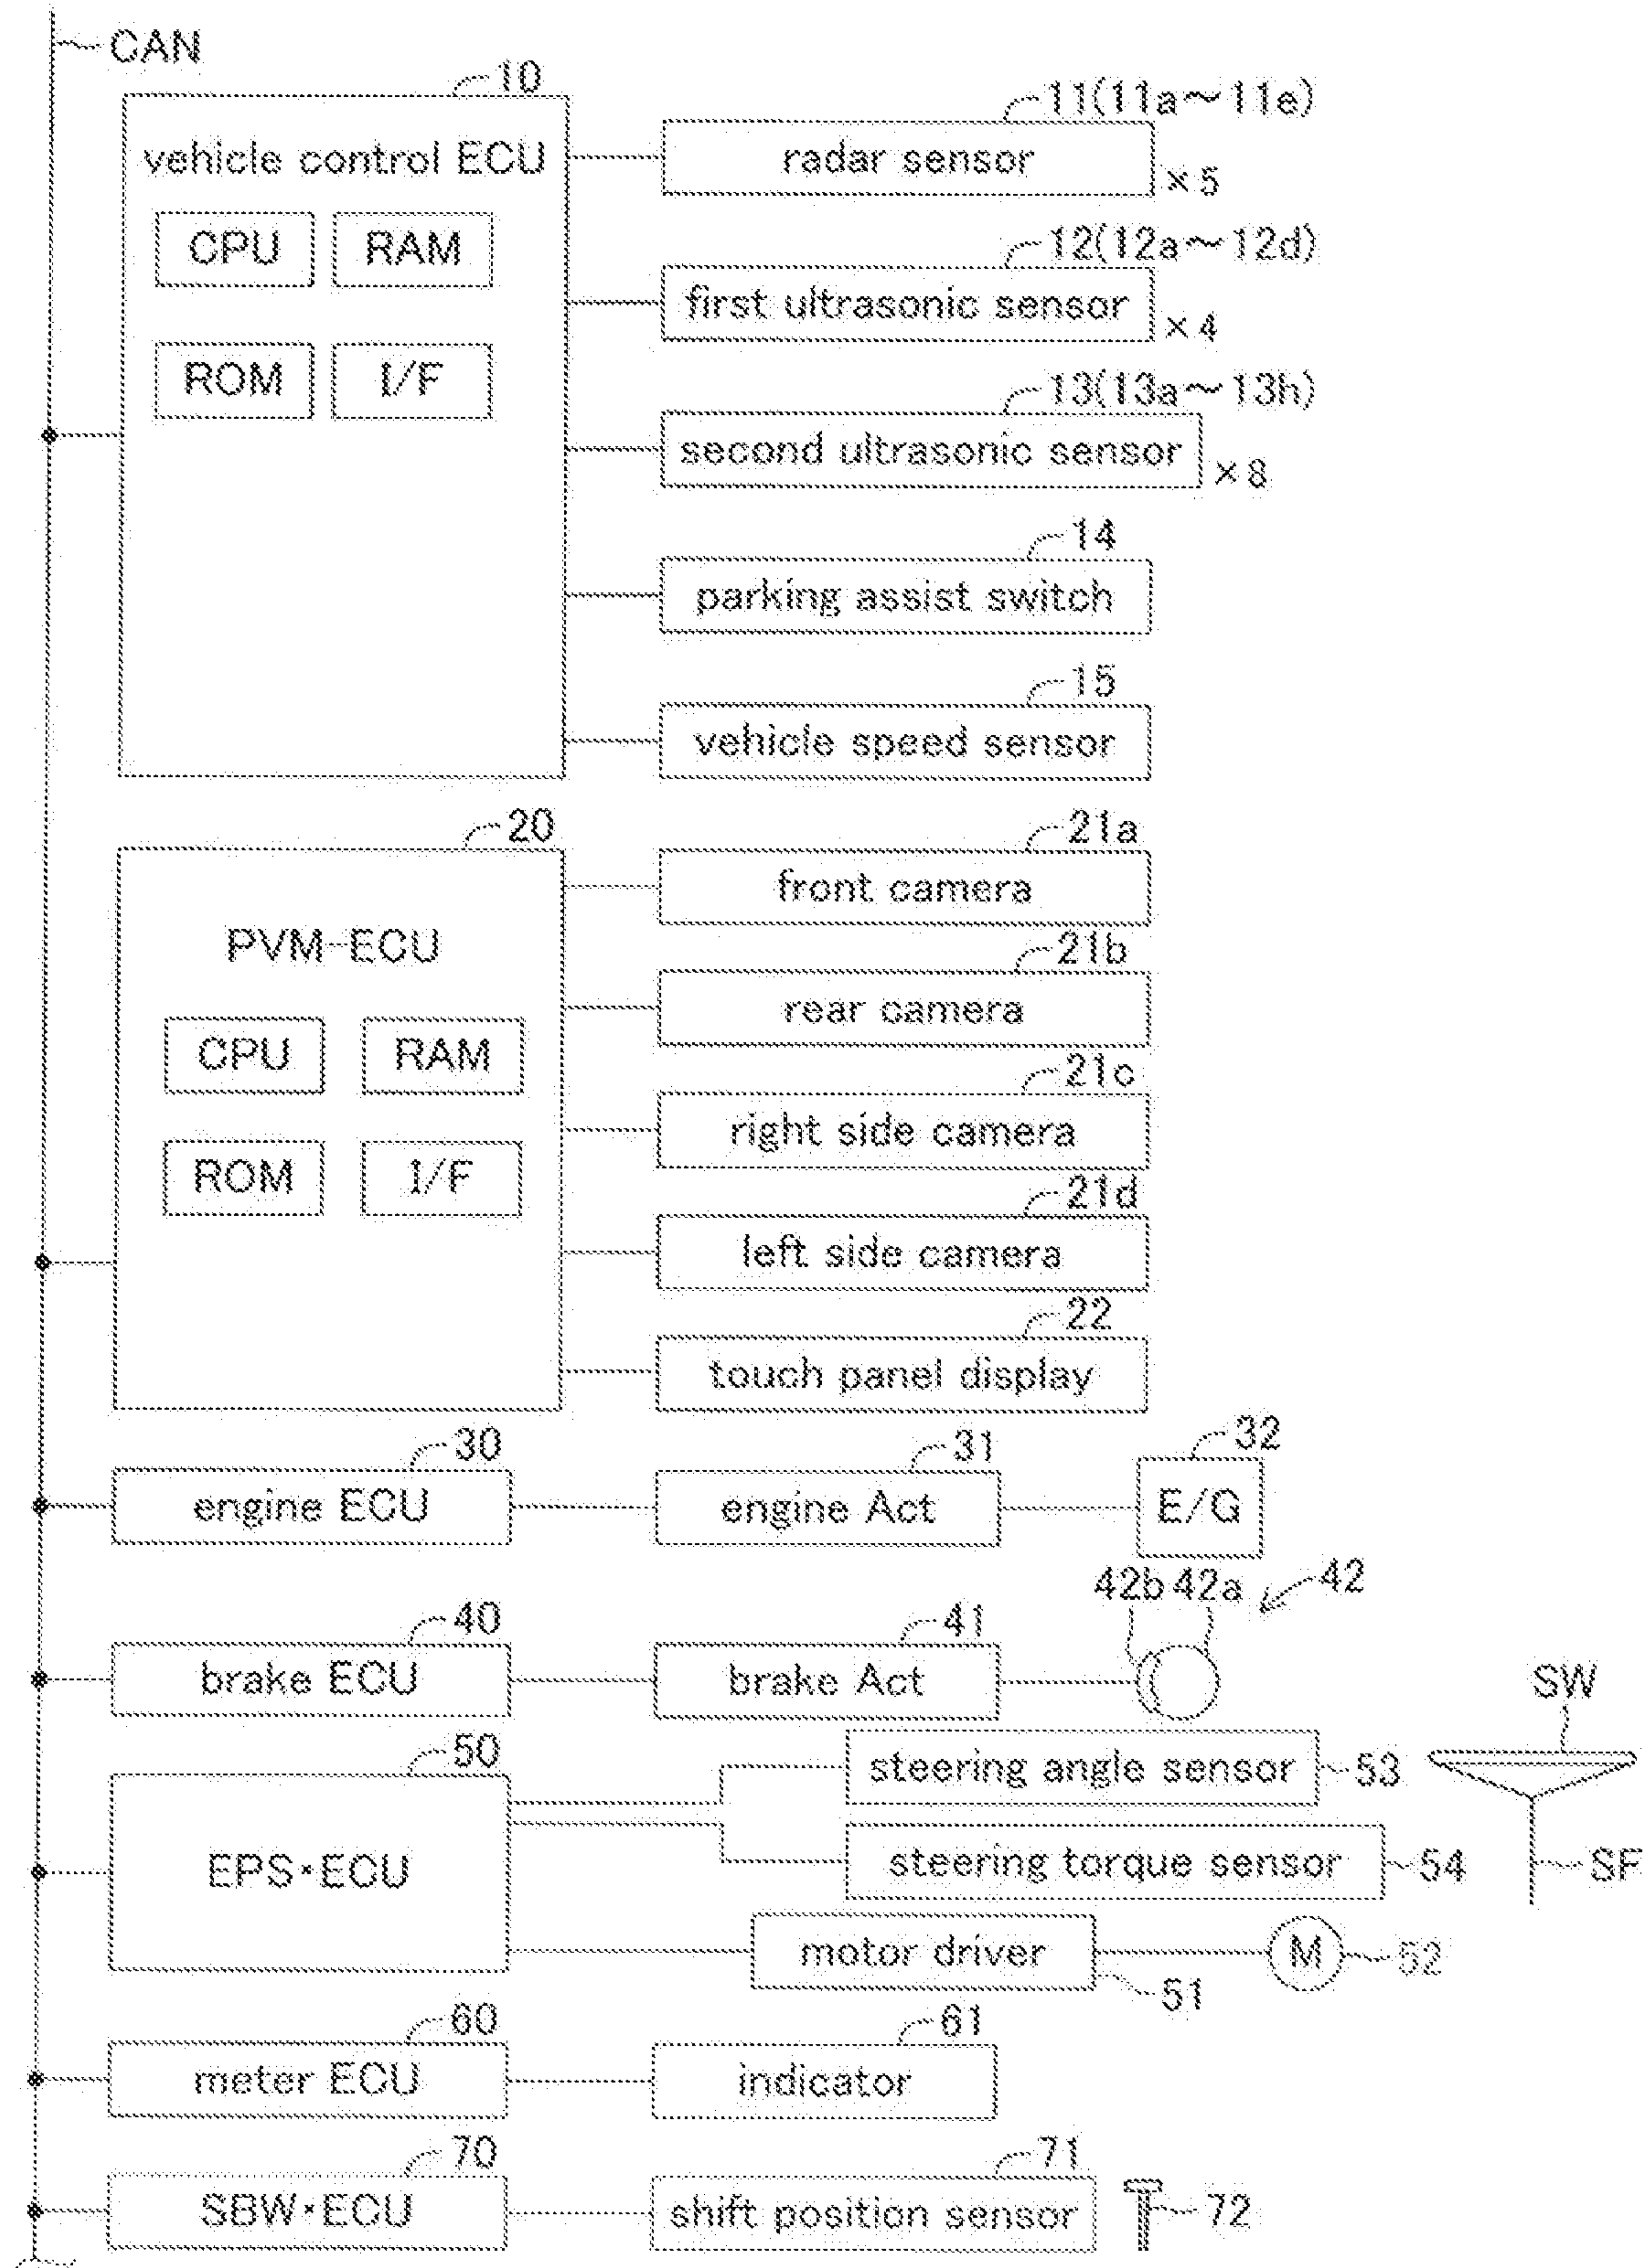 CAN
10
vehicle control ECU
CPU
RAM
ROM
I/F
11(11a～11e)
radar sensor
×5
12(12a～12d)
first ultrasonic sensor
×4
13(13a～13h)
second ultrasonic sensor
×8
14
parking assist switch
15
vehicle speed sensor
20
PVM-ECU
CPU
RAM
ROM
I/F
21a
front camera
21b
rear camera
21c
right side camera
21d
left side camera
22
touch panel display
30
engine ECU
31
engine Act
32
E/G
40
brake ECU
41
brake Act
42b
42a
42
50
EPS・ECU
steering angle sensor
53
steering torque sensor
54
SW
SF
motor driver
51
M
52
60
meter ECU
61
indicator
70
SBW・ECU
71
shift position sensor
72